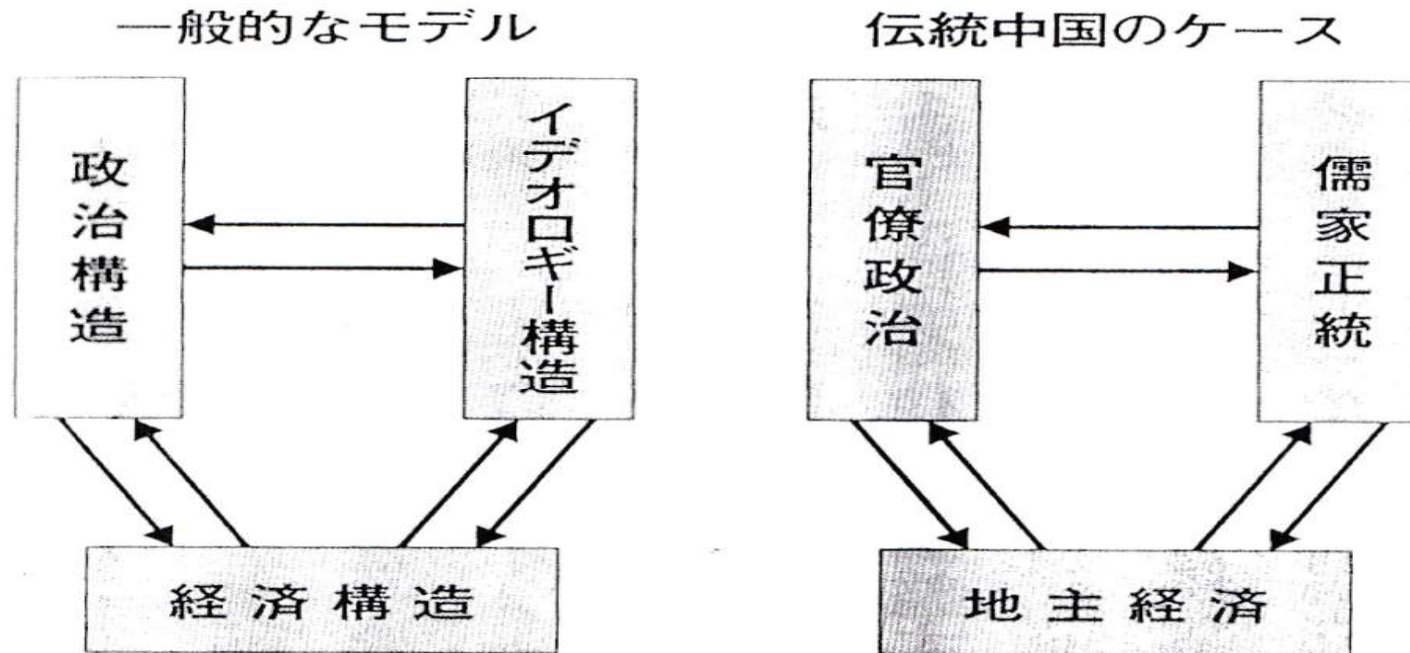 一般的なモデル
政治構造
イデオロギー構造
経済構造
伝統中国のケース
官僚政治
儒家正統
地主経済